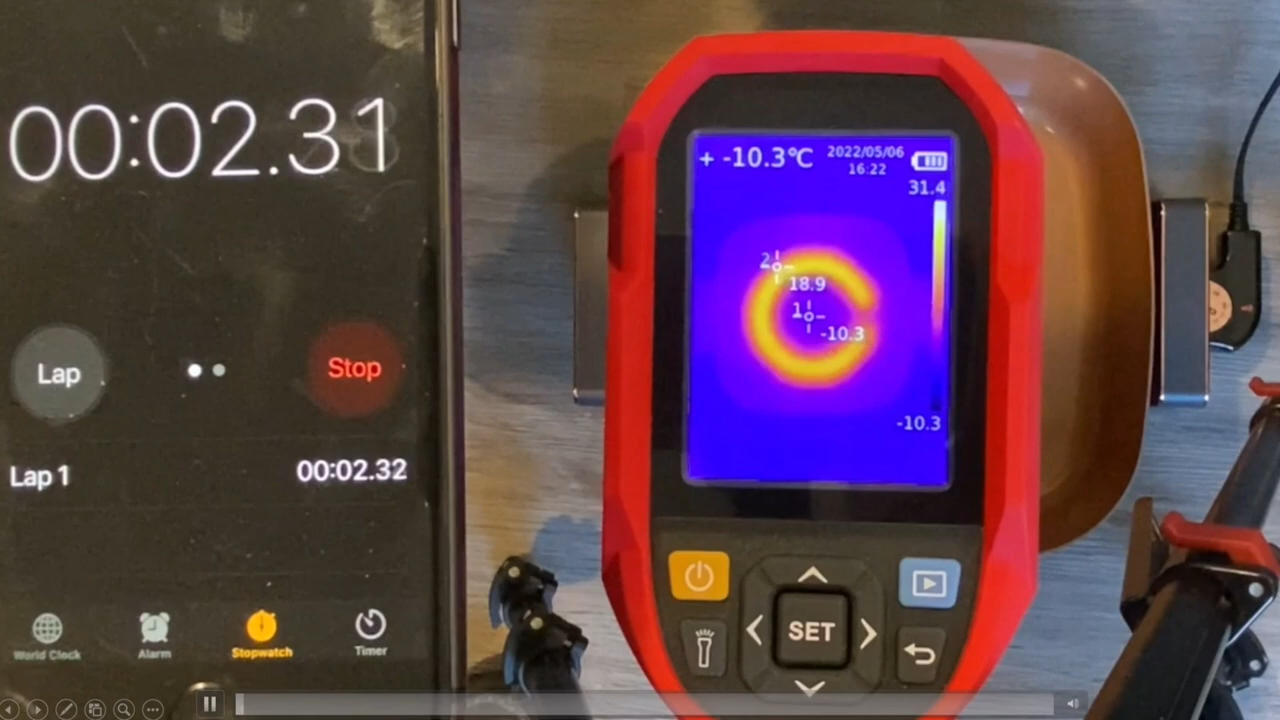 00:02.31
Lap
Stop
Lap 1
00:02.32
World Clock
Alarm
Stopwatch
Timer
+ -10.3℃
2022/05/06
16:22
31.4
2
18.9
1
-10.3
-10.3
SET